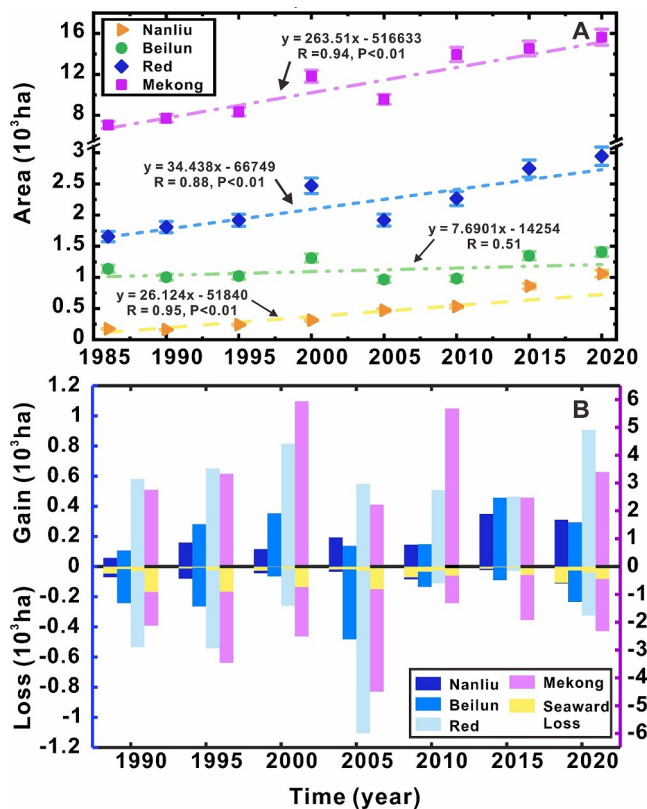 A
Nanliu
Beilun
Red
Mekong
y = 263.51x - 516633
R =0.94, P<0.01
y = 34.438x - 66749
R = 0.88, P<0.01
y = 7.6901x - 14254
R = 0.51
y = 26.124x - 51840
R = 0.95, P<0.01
Area (10³ha)
16
12
8
4
3
2.5
2
1.5
1
0.5
0
1985 1990 1995 2000 2005 2010 2015 2020
B
Gain (10³ha)
Loss (10³ha)
1.2
1
0.8
0.6
0.4
0.2
0
-0.2
-0.4
-0.6
-0.8
-1
-1.2
6
5
4
3
2
1
0
-1
-2
-3
-4
-5
-6
Nanliu
Beilun
Red
Mekong
Seaward
Loss
1990 1995 2000 2005 2010 2015 2020
Time (year)